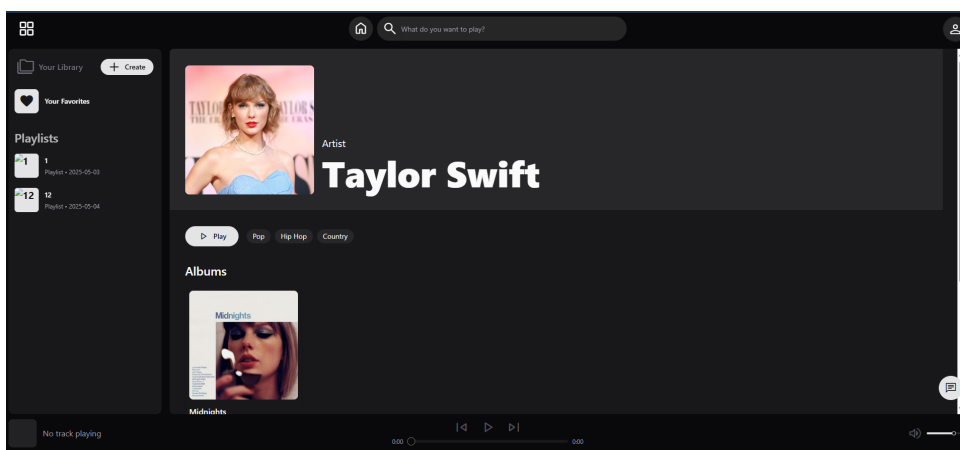 What do you want to play?
Your Library
Create
Your Favorites
Playlists
1
1
Playlist • 2025-05-03
12
12
Playlist • 2025-05-04
Artist
Taylor Swift
Play
Pop
Hip Hop
Country
Albums
Midnights
Midnights
No track playing
0:00
0:00